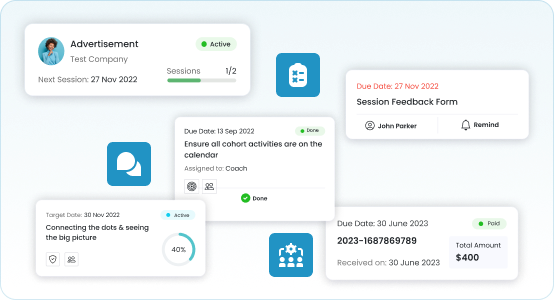 Advertisement
Active
Test Company
Next Session: 27 Nov 2022
Sessions 1/2
Due Date: 27 Nov 2022
Session Feedback Form
John Parker
Remind
Due Date: 13 Sep 2022
Done
Ensure all cohort activities are on the
calendar
Assigned to: Coach
Done
Target Date: 30 Nov 2022
Active
Connecting the dots & seeing
the big picture
40%
Due Date: 30 June 2023
Paid
2023-1687869789
Total Amount
$400
Received on: 30 June 2023